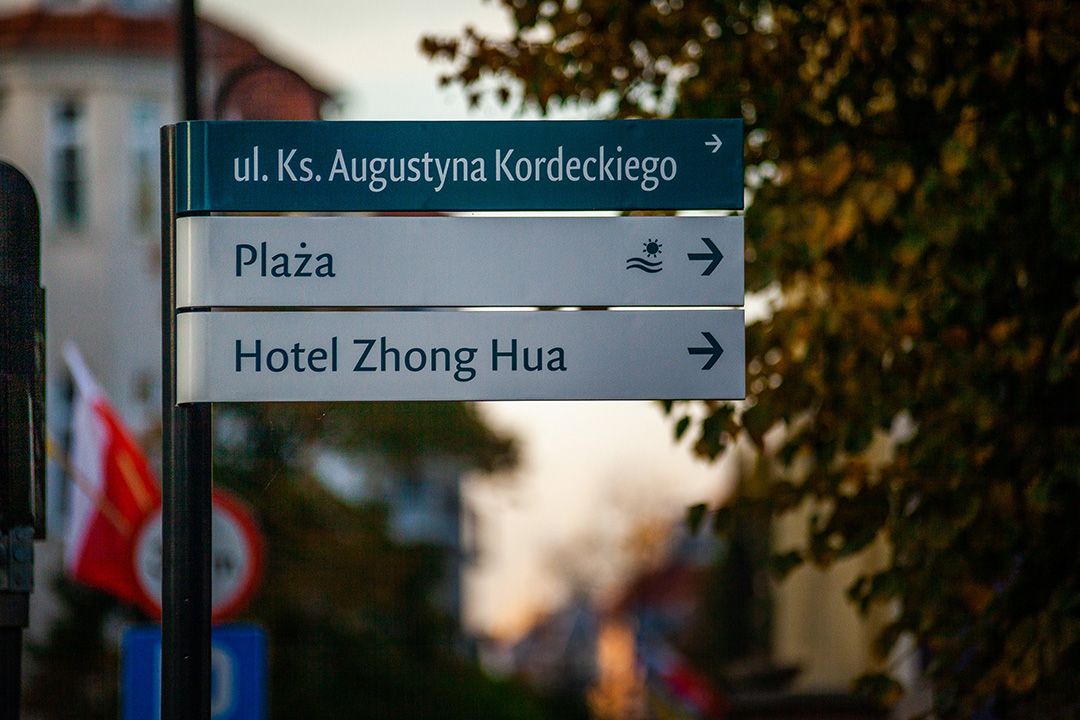 ul. Ks. Augustyna Kordeckiego
Plaża
Hotel Zhong Hua